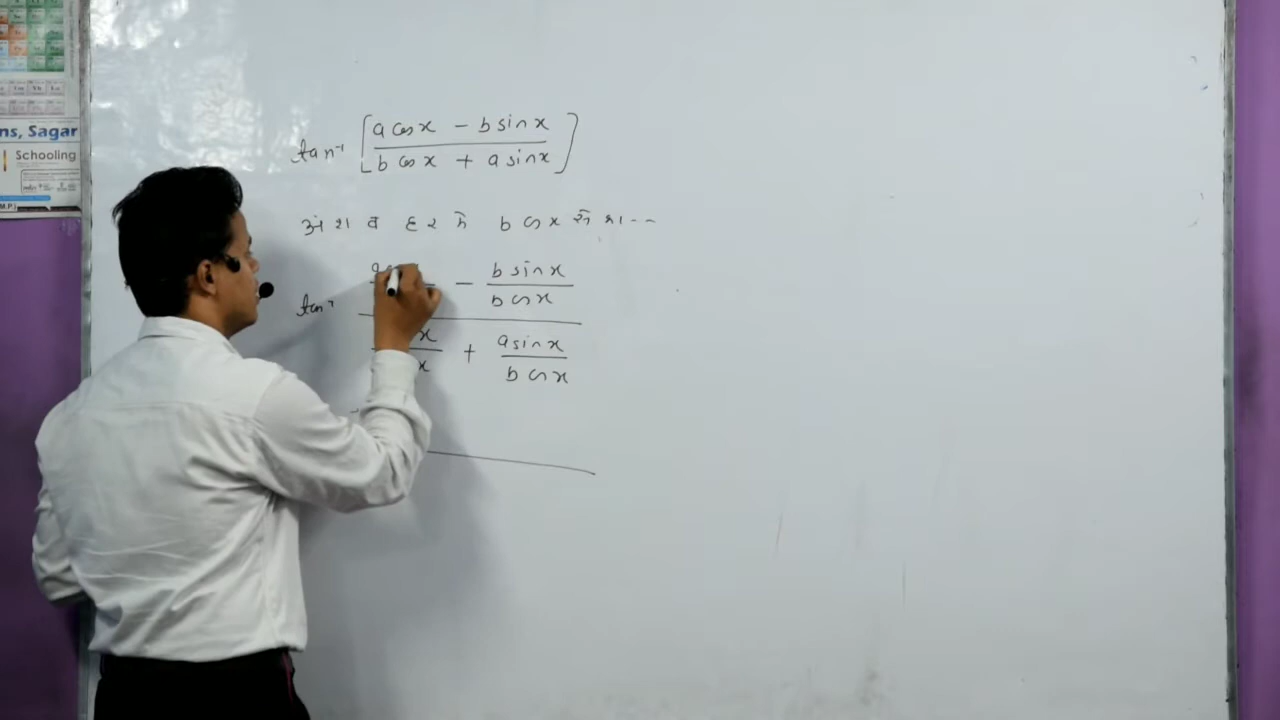 ns, Sagar
Schooling
M.P.)
tan⁻¹ [a cos x - b sin x / b cos x + a sin x]
अंश व हर में b cos x से भा--
- b sin x / b cos x
tan⁻¹
x + a sin x / b cos x
x